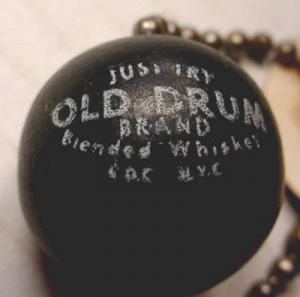 JUST TRY
OLD DRUM
BRAND
Blended Whiskey
N.Y.C